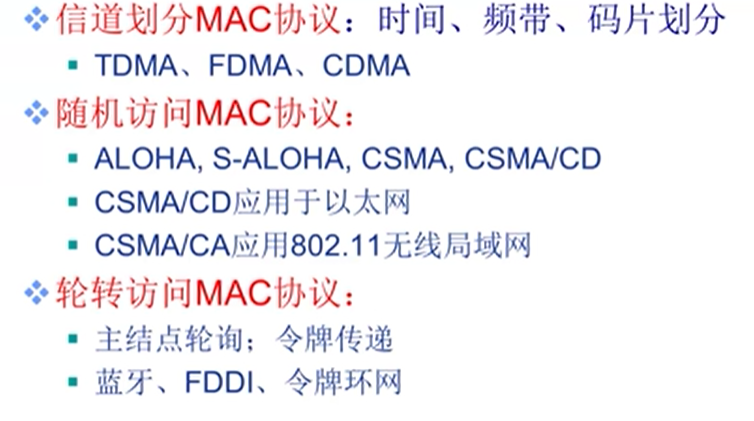 信道划分MAC协议：时间、频带、码片划分
TDMA、FDMA、CDMA
随机访问MAC协议：
ALOHA, S-ALOHA, CSMA, CSMA/CD
CSMA/CD应用于以太网
CSMA/CA应用802.11无线局域网
轮转访问MAC协议：
主结点轮询；令牌传递
蓝牙、FDDI、令牌环网